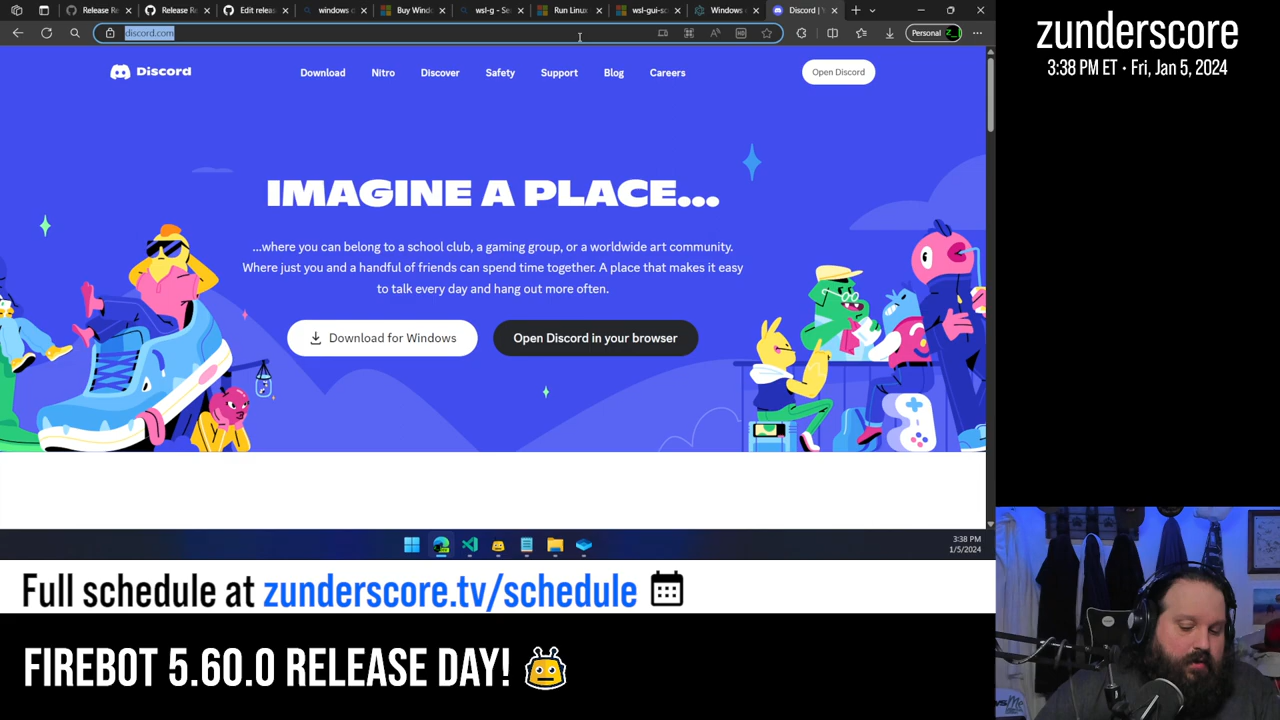 Release Re
Release R
Edit releas
windows c
Buy Wind
wsl-g - Sea
Run Linux
wsl-gui-sc
Windows
Discord | Y
discord.com
Personal
Discord
Download
Nitro
Discover
Safety
Support
Blog
Careers
Open Discord
IMAGINE A PLACE...
...where you can belong to a school club, a gaming group, or a worldwide art community.
Where just you and a handful of friends can spend time together. A place that makes it easy
to talk every day and hang out more often.
Download for Windows
Open Discord in your browser
3:38 PM
1/5/2024
zunderscore
3:38 PM ET • Fri, Jan 5, 2024
Full schedule at zunderscore.tv/schedule
FIREBOT 5.60.0 RELEASE DAY!